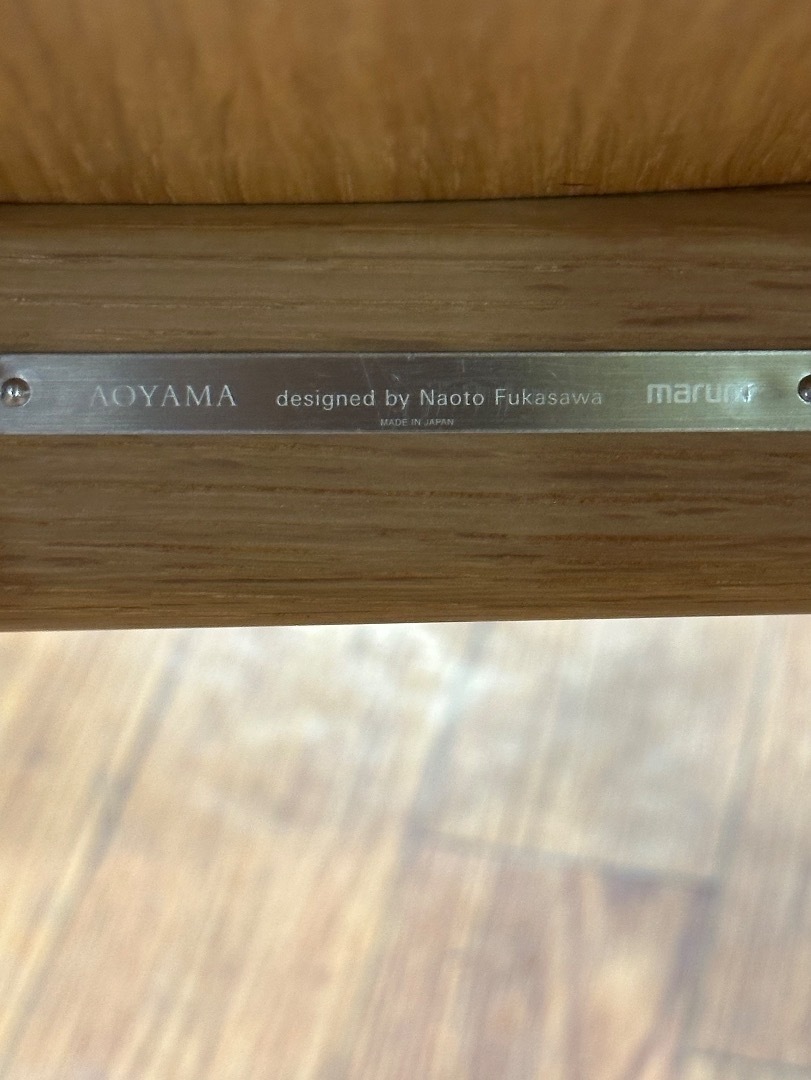 AOYAMA designed by Naoto Fukasawa maruni
MADE IN JAPAN